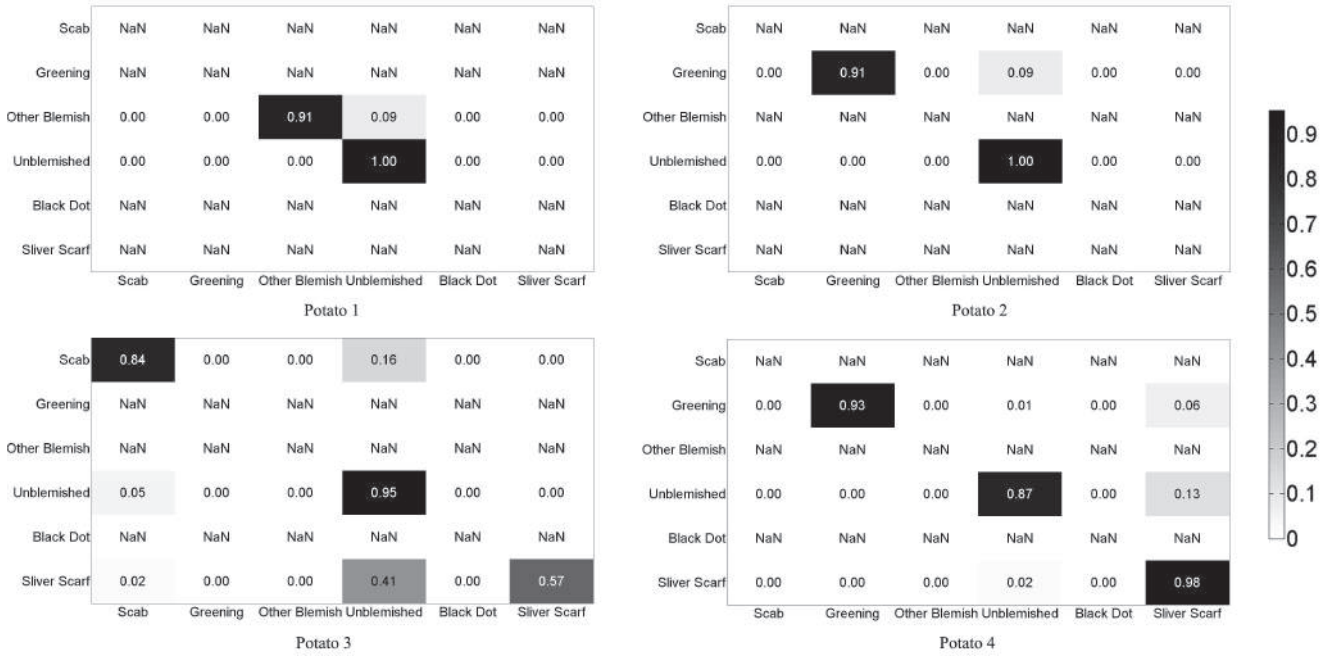 Scab NaN NaN NaN NaN NaN NaN
Greening NaN NaN NaN NaN NaN NaN
Other Blemish 0.00 0.00 0.91 0.09 0.00 0.00
Unblemished 0.00 0.00 0.00 1.00 0.00 0.00
Black Dot NaN NaN NaN NaN NaN NaN
Sliver Scarf NaN NaN NaN NaN NaN NaN
Scab Greening Other Blemish Unblemished Black Dot Sliver Scarf
Potato 1
Scab NaN NaN NaN NaN NaN NaN
Greening 0.00 0.91 0.00 0.09 0.00 0.00
Other Blemish NaN NaN NaN NaN NaN NaN
Unblemished 0.00 0.00 0.00 1.00 0.00 0.00
Black Dot NaN NaN NaN NaN NaN NaN
Sliver Scarf NaN NaN NaN NaN NaN NaN
Scab Greening Other Blemish Unblemished Black Dot Sliver Scarf
Potato 2
Scab 0.84 0.00 0.00 0.16 0.00 0.00
Greening NaN NaN NaN NaN NaN NaN
Other Blemish NaN NaN NaN NaN NaN NaN
Unblemished 0.05 0.00 0.00 0.95 0.00 0.00
Black Dot NaN NaN NaN NaN NaN NaN
Sliver Scarf 0.02 0.00 0.00 0.41 0.00 0.57
Scab Greening Other Blemish Unblemished Black Dot Sliver Scarf
Potato 3
Scab NaN NaN NaN NaN NaN NaN
Greening 0.00 0.93 0.00 0.01 0.00 0.06
Other Blemish NaN NaN NaN NaN NaN NaN
Unblemished 0.00 0.00 0.00 0.87 0.00 0.13
Black Dot NaN NaN NaN NaN NaN NaN
Sliver Scarf 0.00 0.00 0.00 0.02 0.00 0.98
Scab Greening Other Blemish Unblemished Black Dot Sliver Scarf
Potato 4
0.9
0.8
0.7
0.6
0.5
0.4
0.3
0.2
0.1
0